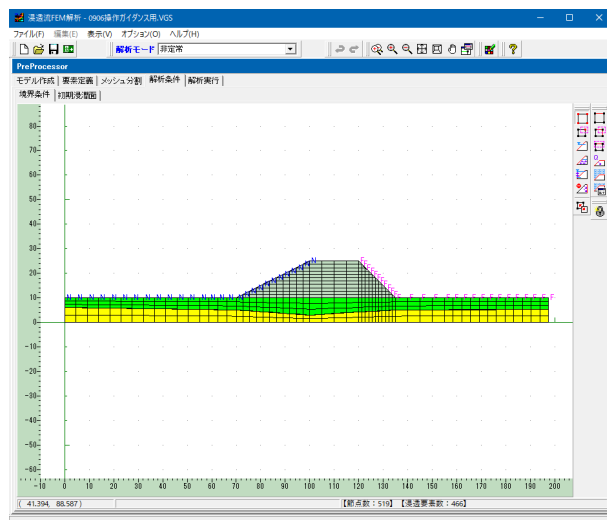 浸透流FEM解析 - 0906操作ガイダンス用.VGS
ファイル(F) 編集(E) 表示(V) オプション(O) ヘルプ(H)
解析モード 非定常
PreProcessor
モデル作成 要素定義 メッシュ分割 解析条件 解析実行
境界条件 初期浸潤面
80
70
60
50
40
30
20
10
0
-10
-20
-30
-40
-50
-60
N N N N N N N N N N N N N N N N N N N N N N N N
F F F F F F F F F F F F F F F F F F F F F F
-10 0 10 20 30 40 50 60 70 80 90 100 110 120 130 140 150 160 170 180 190 200
( 41.394, 88.587 ) 【節点数:519】【浸透要素数:466】